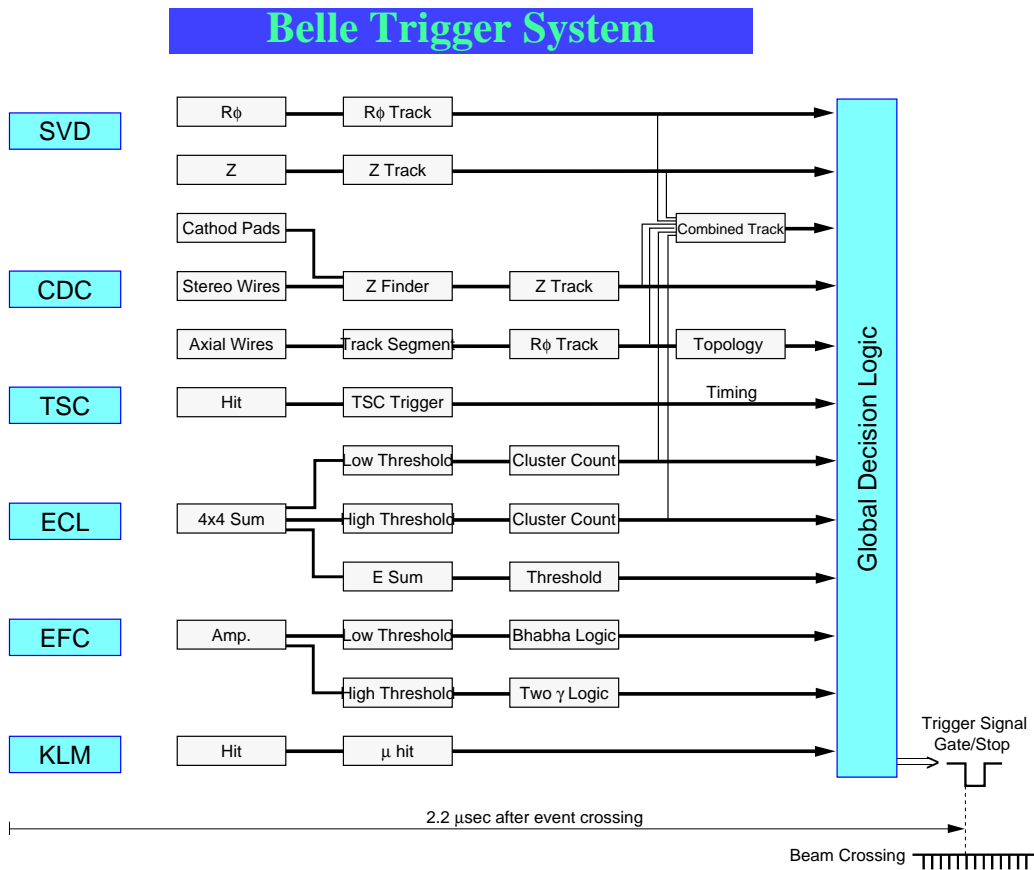 Belle Trigger System
SVD
Rϕ
Rϕ Track
Z
Z Track
Cathod Pads
Combined Track
CDC
Stereo Wires
Z Finder
Z Track
Axial Wires
Track Segment
Rϕ Track
Topology
TSC
Hit
TSC Trigger
Timing
Low Threshold
Cluster Count
ECL
4x4 Sum
High Threshold
Cluster Count
E Sum
Threshold
EFC
Amp.
Low Threshold
Bhabha Logic
High Threshold
Two γ Logic
KLM
Hit
μ hit
Global Decision Logic
Trigger Signal
Gate/Stop
2.2 μsec after event crossing
Beam Crossing